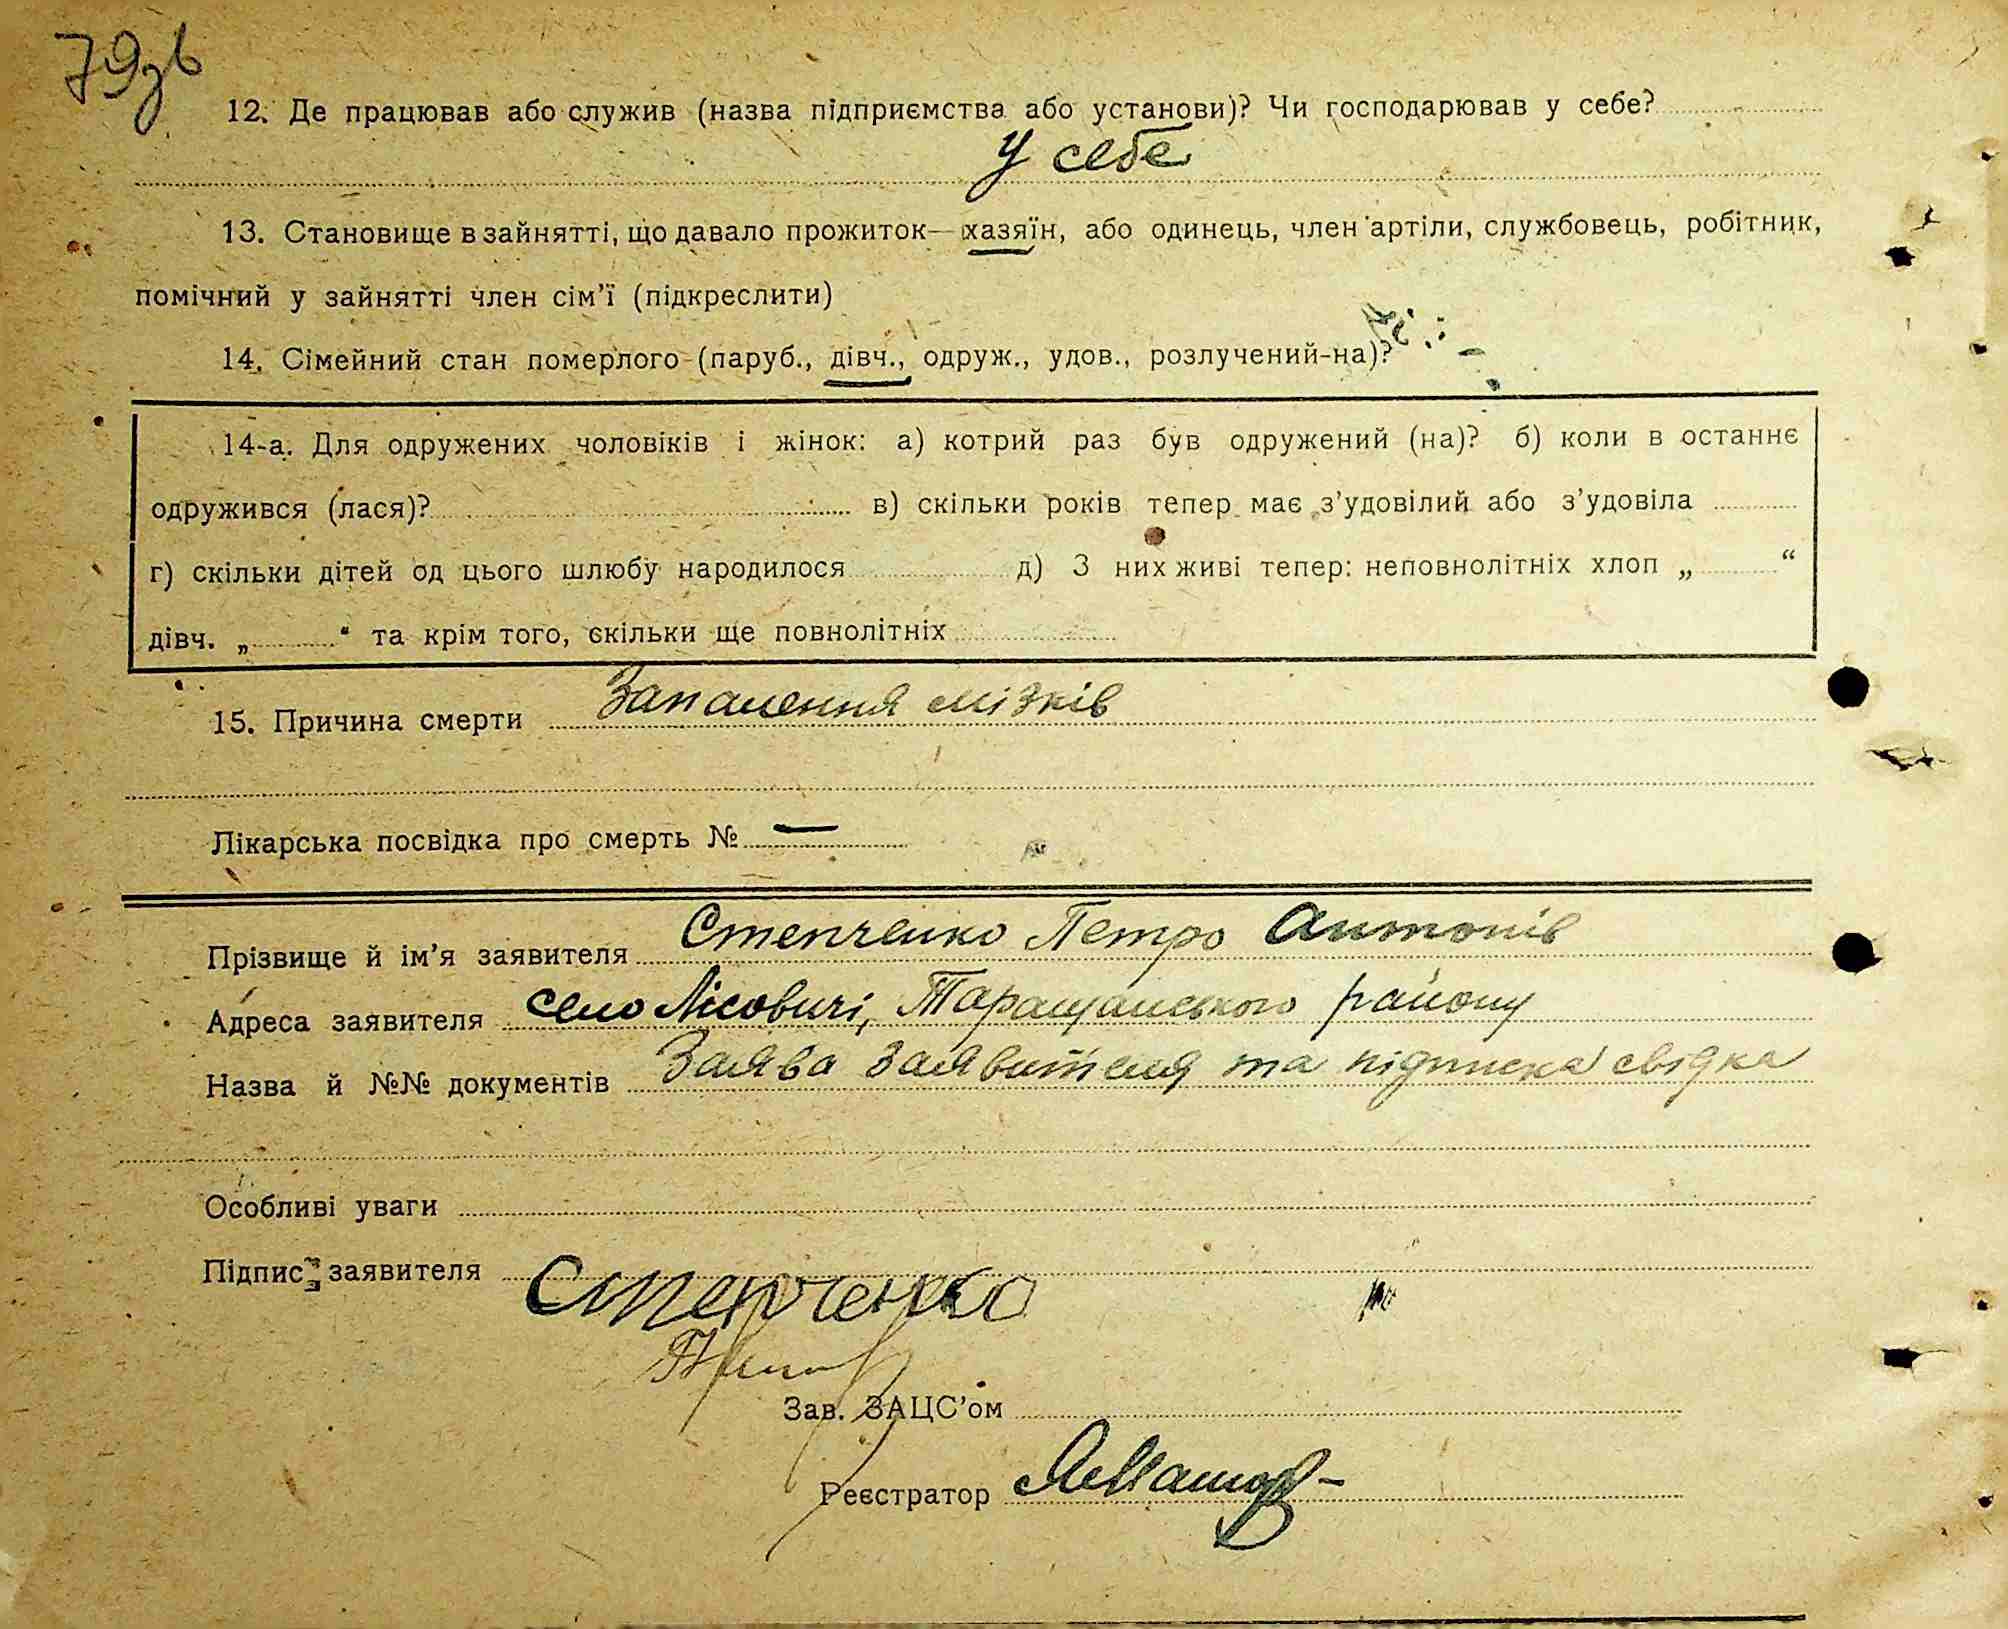 79зв
12. Де працював або служив (назва підприємства або установи)? Чи господарював у себе?
У себе
13. Становище в зайнятті, що давало прожиток— хазяїн, або одинець, член артіли, службовець, робітник,
помічний у зайнятті член сім’ї (підкреслити)
14. Сімейний стан померлого (паруб., дівч., одруж., удов., розлучений-на)?
14-а. Для одружених чоловіків і жінок: а) котрий раз був одружений (на)? б) коли в останнє
одружився (лася)? в) скільки років тепер має з’удовілий або з’удовіла
г) скільки дітей од цього шлюбу народилося д) З них живі тепер: неповнолітніх хлоп „ “
дівч. „ “ та крім того, скільки ще повнолітніх
15. Причина смерти Запалення мізків
Лікарська посвідка про смерть № —
Прізвище й ім’я заявителя Степченко Петро Антонів
Адреса заявителя село Лісовичі, Таращанського району
Назва й №№ документів Заява заявителя та підписка свідка
Особливі уваги
Підпис заявителя Степченко
Зав. ЗАЦС’ом
Реєстратор